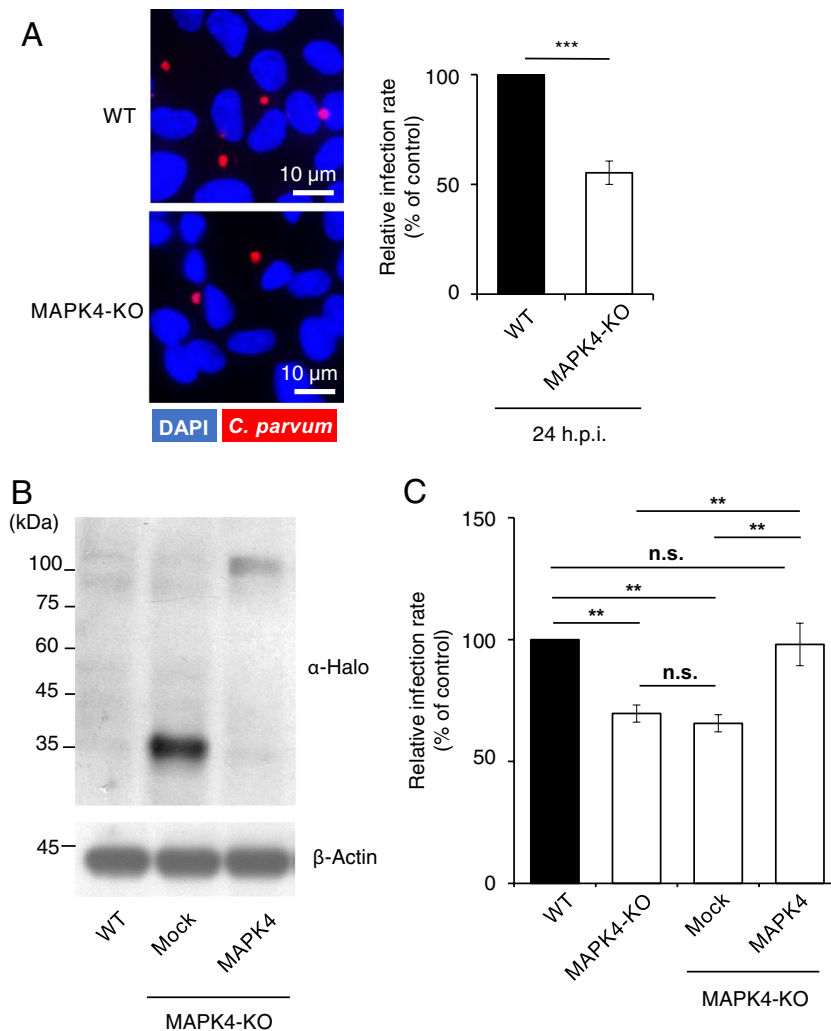 A
WT
10 μm
MAPK4-KO
10 μm
DAPI C. parvum
Relative infection rate
(% of control)
100
50
0
***
WT
MAPK4-KO
24 h.p.i.
B
(kDa)
100
75
60
45
35
α-Halo
45
β-Actin
WT
Mock
MAPK4
MAPK4-KO
C
Relative infection rate
(% of control)
150
100
50
0
**
**
n.s.
**
**
n.s.
WT
MAPK4-KO
Mock
MAPK4
MAPK4-KO